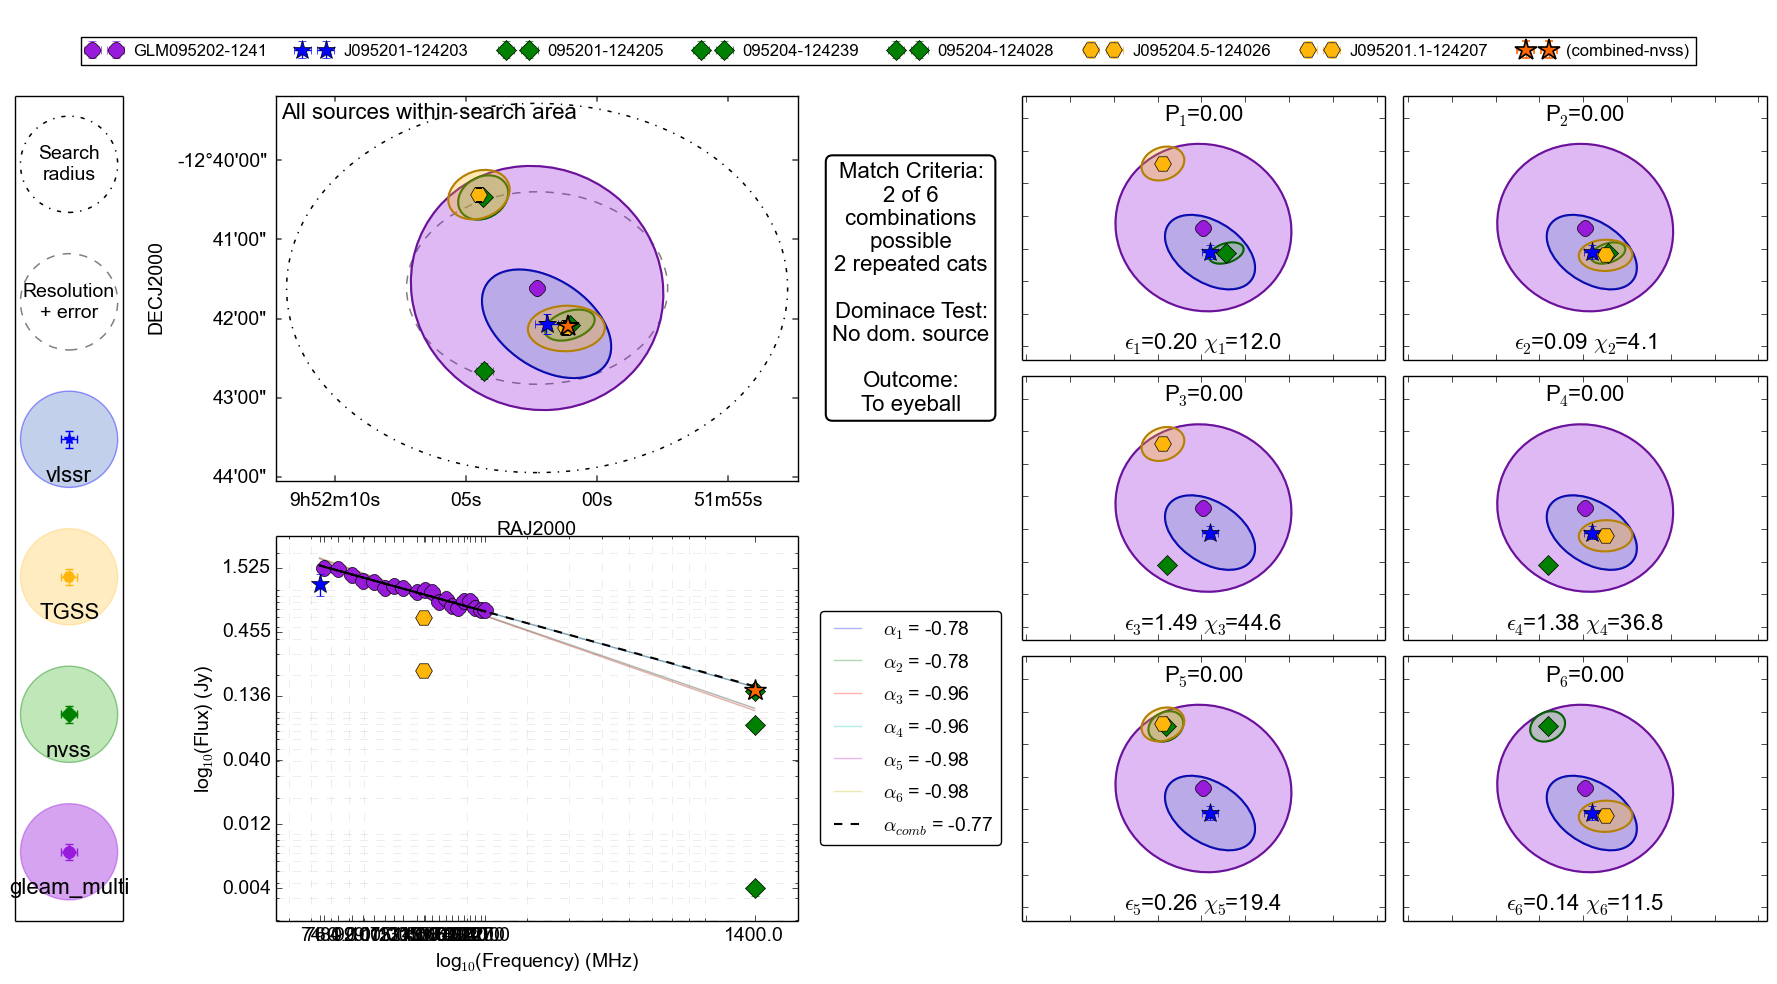 GLM095202-1241 J095201-124203 095201-124205 095204-124239 095204-124028 J095204.5-124026 J095201.1-124207 (combined-nvss)
Search
radius
Resolution
+ error
vlssr
TGSS
nvss
gleam_multi
All sources within search area
DECJ2000
-12°40'00"
41'00"
42'00"
43'00"
44'00"
9h52m10s 05s 00s 51m55s
RAJ2000
log10(Flux) (Jy)
1.525
0.455
0.136
0.040
0.012
0.004
1400.0
log10(Frequency) (MHz)
Match Criteria:
2 of 6
combinations
possible
2 repeated cats
Dominace Test:
No dom. source
Outcome:
To eyeball
α1 = -0.78
α2 = -0.78
α3 = -0.96
α4 = -0.96
α5 = -0.98
α6 = -0.98
αcomb = -0.77
P1=0.00
ϵ1=0.20 χ1=12.0
P2=0.00
ϵ2=0.09 χ2=4.1
P3=0.00
ϵ3=1.49 χ3=44.6
P4=0.00
ϵ4=1.38 χ4=36.8
P5=0.00
ϵ5=0.26 χ5=19.4
P6=0.00
ϵ6=0.14 χ6=11.5